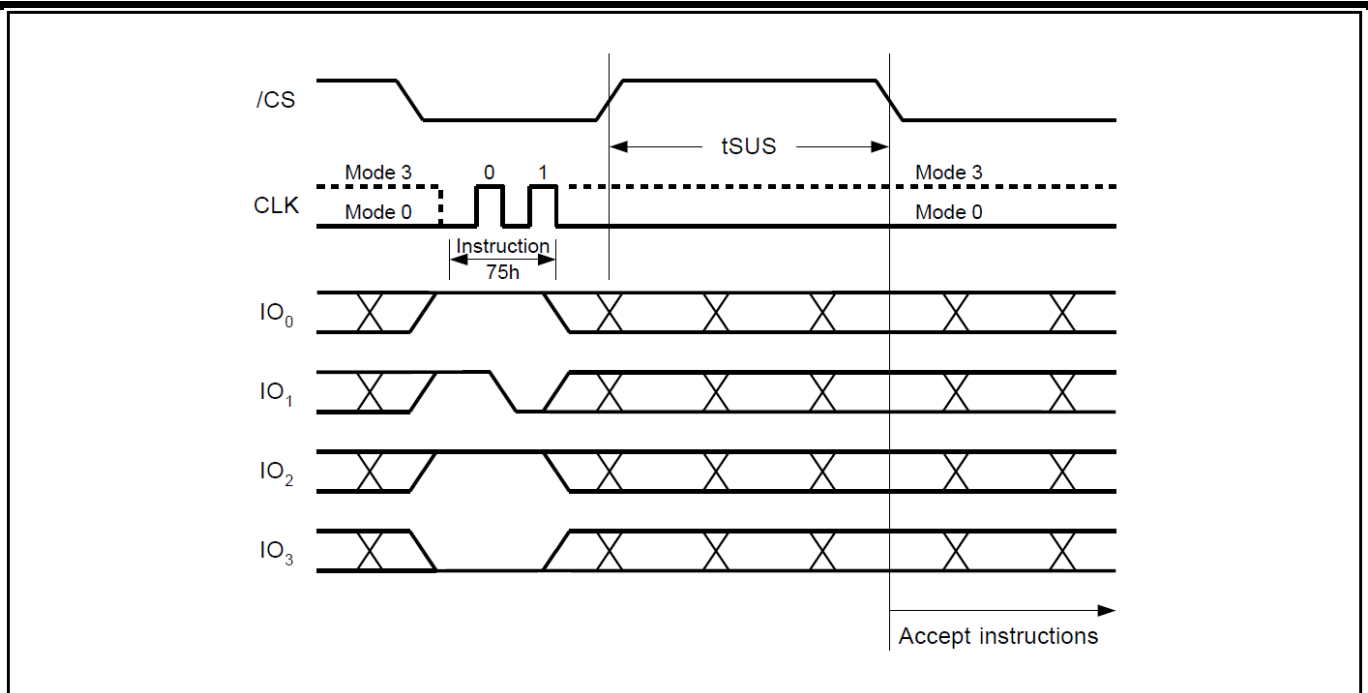 /CS
tSUS
Mode 3 0 1 Mode 3
CLK
Mode 0 Mode 0
Instruction
75h
IO0
IO1
IO2
IO3
Accept instructions